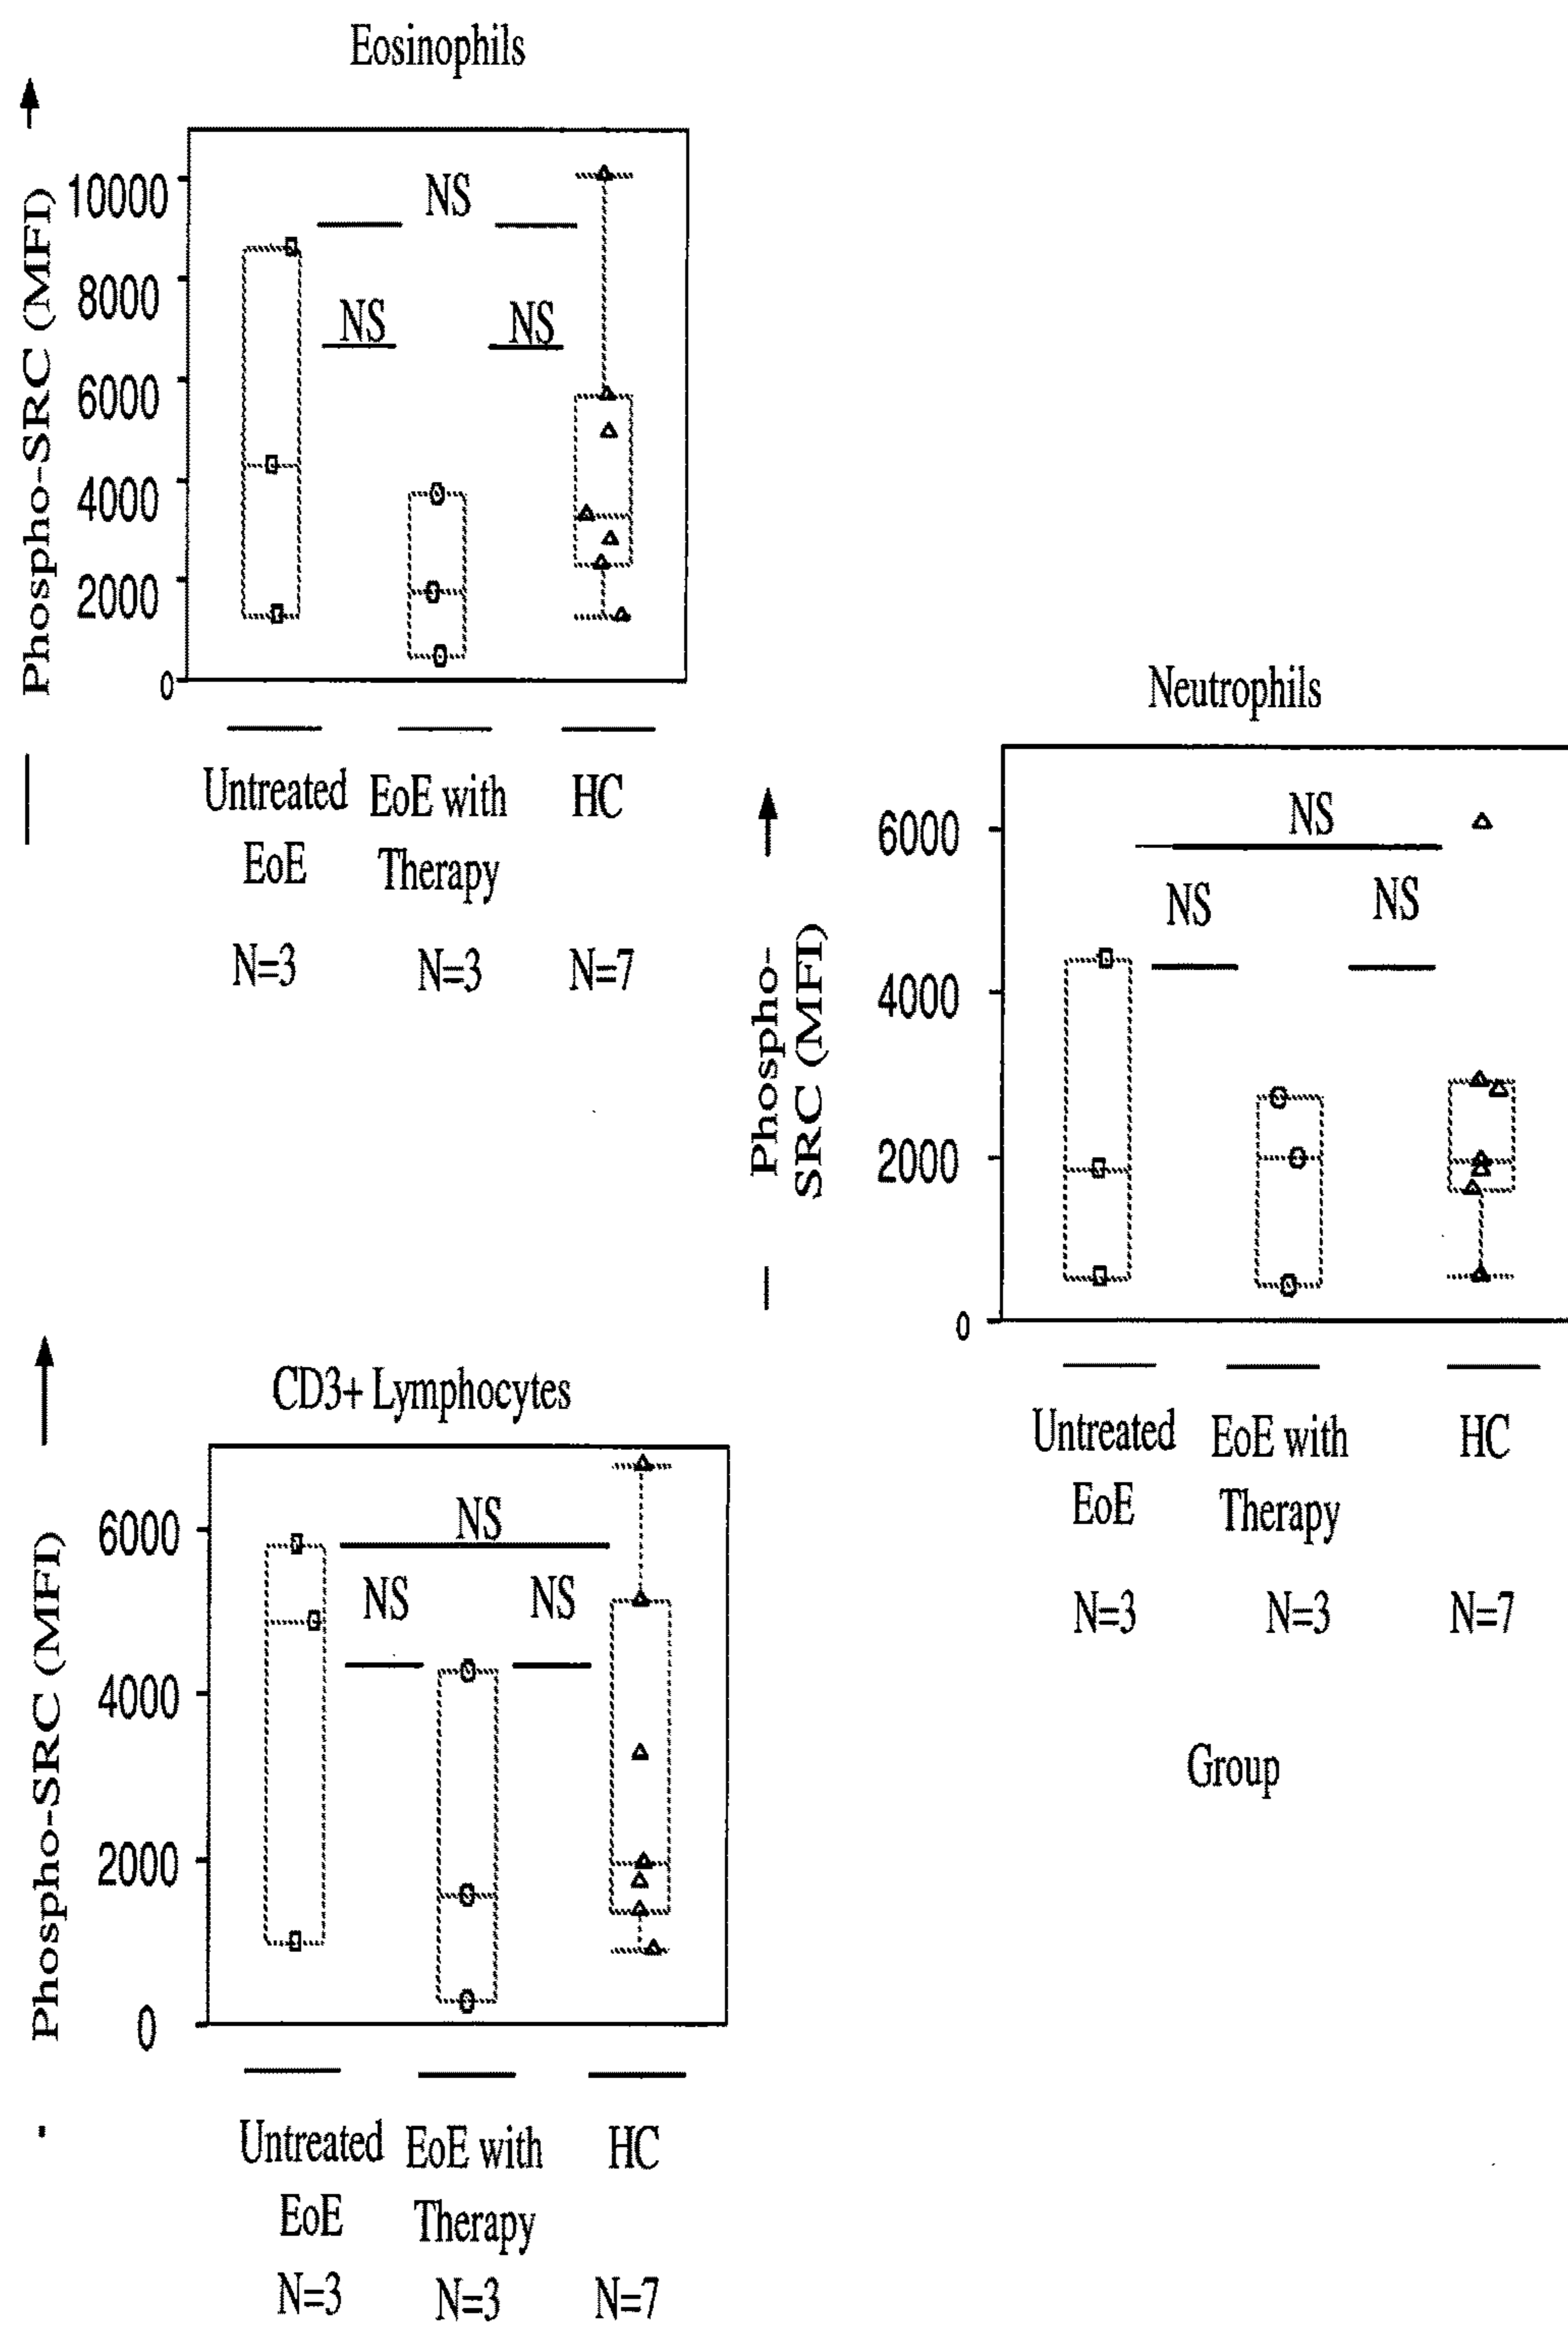 Eosinophils
Phospho-SRC (MFI)
10000
8000
6000
4000
2000
0
NS
NS NS
Untreated EoE with HC
EoE Therapy
N=3 N=3 N=7
Neutrophils
Phospho-
SRC (MFI)
6000
4000
2000
0
NS
NS NS
Untreated EoE with HC
EoE Therapy
N=3 N=3 N=7
Group
CD3+ Lymphocytes
Phospho-SRC (MFI)
6000
4000
2000
0
NS
NS NS
Untreated EoE with HC
EoE Therapy
N=3 N=3 N=7